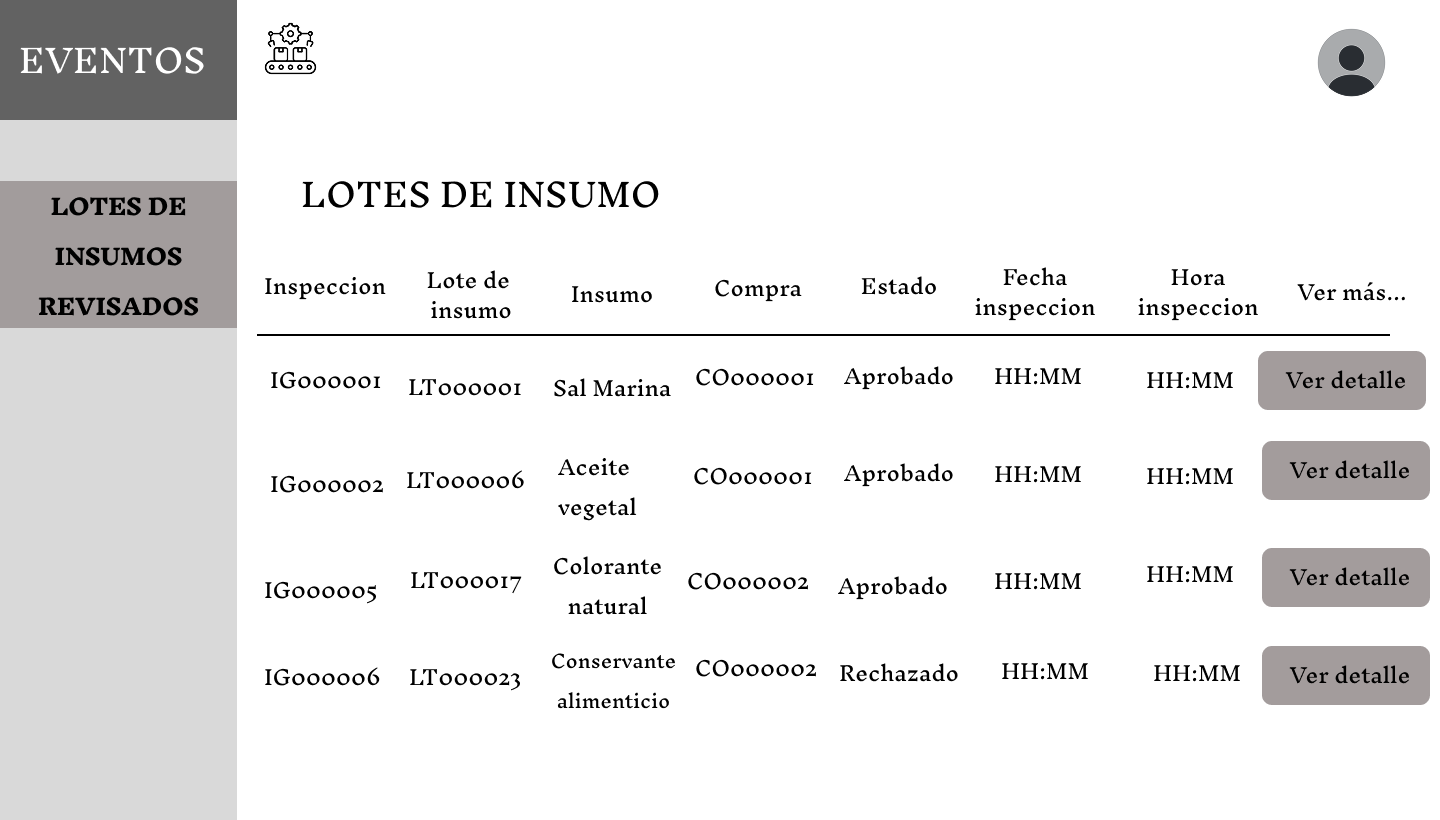 EVENTOS
LOTES DE
INSUMOS
REVISADOS
LOTES DE INSUMO
Inspeccion Lote de insumo Insumo Compra Estado Fecha inspeccion Hora inspeccion Ver más...
IG000001 LT000001 Sal Marina CO000001 Aprobado HH:MM HH:MM Ver detalle
IG000002 LT000006 Aceite vegetal CO000001 Aprobado HH:MM HH:MM Ver detalle
IG000005 LT000017 Colorante natural CO000002 Aprobado HH:MM HH:MM Ver detalle
IG000006 LT000023 Conservante alimenticio CO000002 Rechazado HH:MM HH:MM Ver detalle